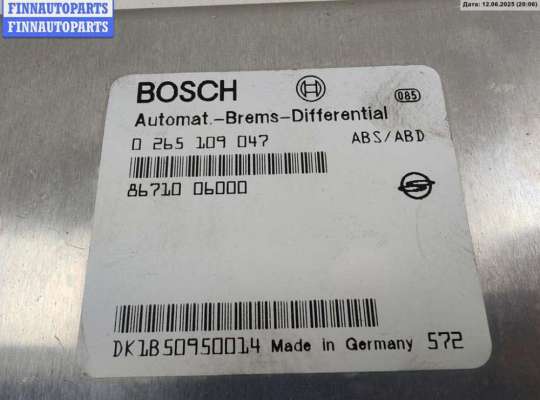 FINNAUTOPARTS
FINNAUTOPARTS
Дата: 12.06.2025 (20:06)
BOSCH
085
Automat.-Brems-Differential
0 265 109 047 ABS/ABD
86710 06000
DK1850950014 Made in Germany 572